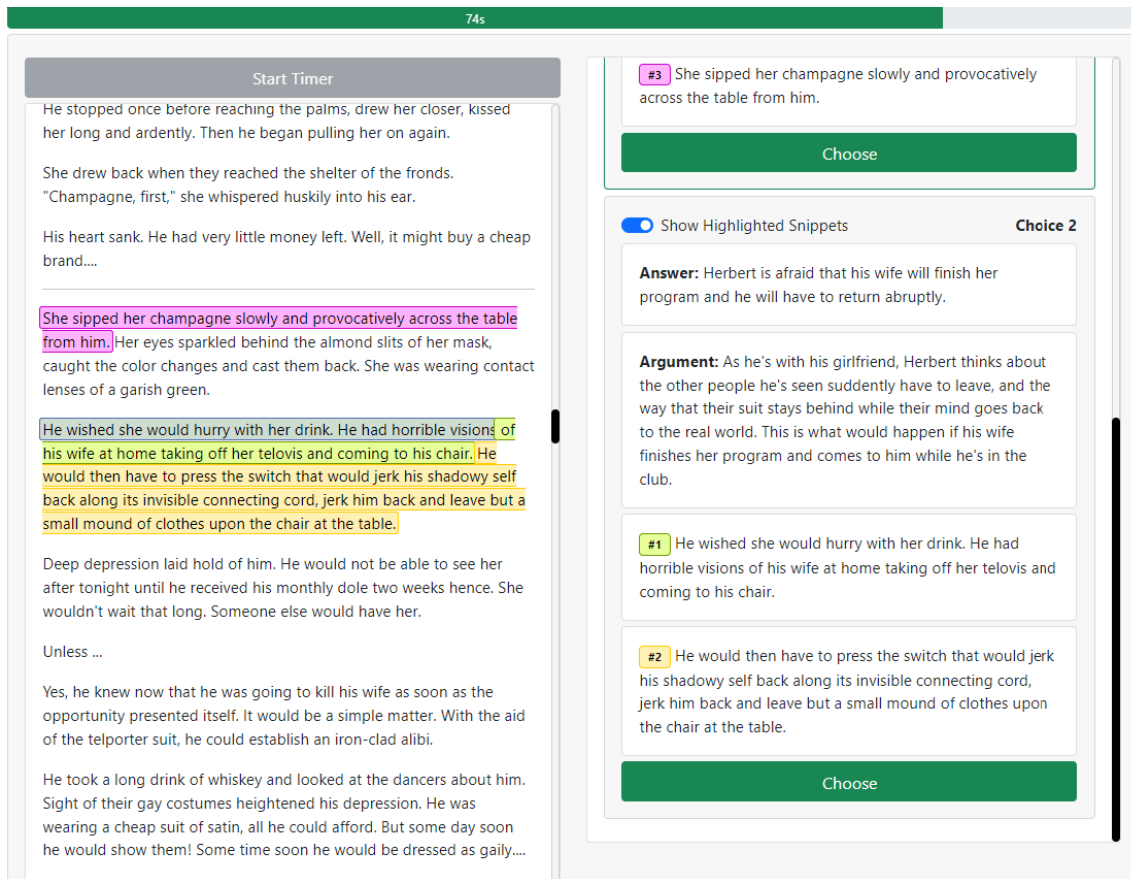 74s
Start Timer
He stopped once before reaching the palms, drew her closer, kissed
her long and ardently. Then he began pulling her on again.
She drew back when they reached the shelter of the fronds.
"Champagne, first," she whispered huskily into his ear.
His heart sank. He had very little money left. Well, it might buy a cheap
brand....
She sipped her champagne slowly and provocatively across the table
from him. Her eyes sparkled behind the almond slits of her mask,
caught the color changes and cast them back. She was wearing contact
lenses of a garish green.
He wished she would hurry with her drink. He had horrible visions of
his wife at home taking off her telovis and coming to his chair. He
would then have to press the switch that would jerk his shadowy self
back along its invisible connecting cord, jerk him back and leave but a
small mound of clothes upon the chair at the table.
Deep depression laid hold of him. He would not be able to see her
after tonight until he received his monthly dole two weeks hence. She
wouldn't wait that long. Someone else would have her.
Unless ...
Yes, he knew now that he was going to kill his wife as soon as the
opportunity presented itself. It would be a simple matter. With the aid
of the telporter suit, he could establish an iron-clad alibi.
He took a long drink of whiskey and looked at the dancers about him.
Sight of their gay costumes heightened his depression. He was
wearing a cheap suit of satin, all he could afford. But some day soon
he would show them! Some time soon he would be dressed as gaily....
#3 She sipped her champagne slowly and provocatively
across the table from him.
Choose
Show Highlighted Snippets Choice 2
Answer: Herbert is afraid that his wife will finish her
program and he will have to return abruptly.
Argument: As he's with his girlfriend, Herbert thinks about
the other people he's seen suddenly have to leave, and the
way that their suit stays behind while their mind goes back
to the real world. This is what would happen if his wife
finishes her program and comes to him while he's in the
club.
#1 He wished she would hurry with her drink. He had
horrible visions of his wife at home taking off her telovis and
coming to his chair.
#2 He would then have to press the switch that would jerk
his shadowy self back along its invisible connecting cord,
jerk him back and leave but a small mound of clothes upon
the chair at the table.
Choose